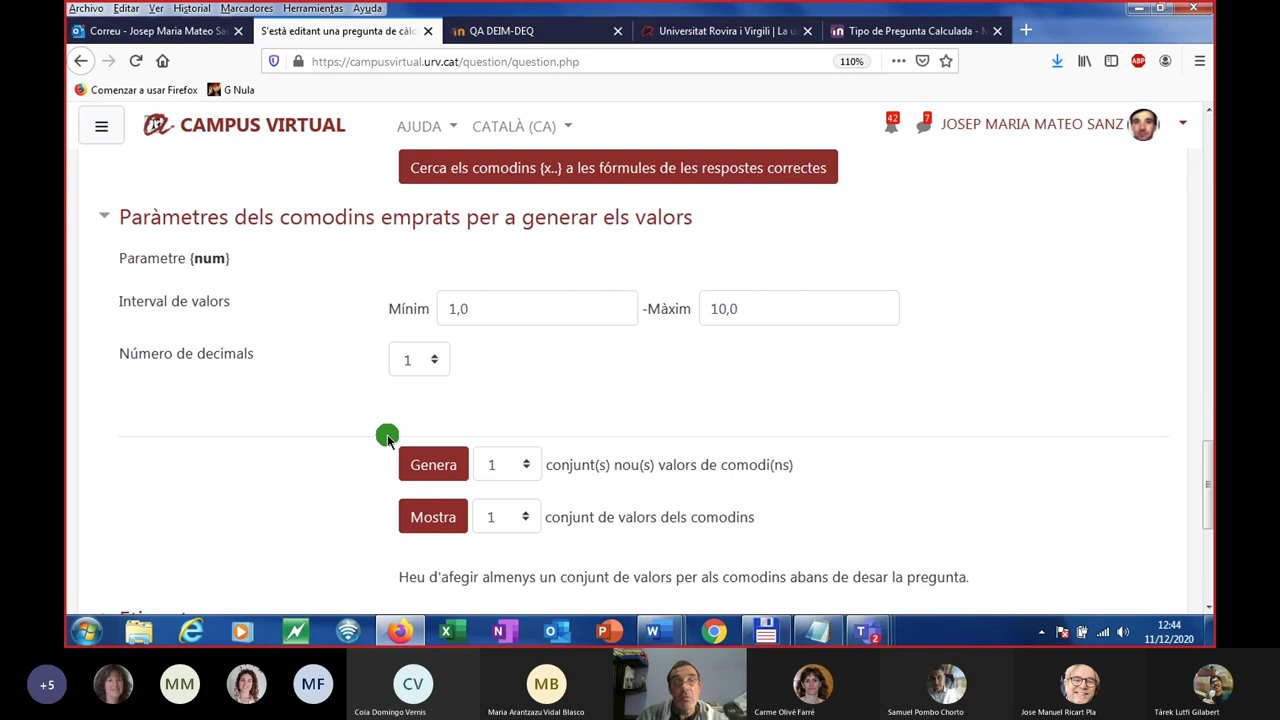 Archivo Editar Ver Historial Marcadores Herramientas Ayuda
Correu - Josep Maria Mateo Sa
S'està editant una pregunta de càlc
QA DEIM-DEQ
Universitat Rovira i Virgili | La u
Tipo de Pregunta Calculada - M
https://campusvirtual.urv.cat/question/question.php
110%
ABP
Comenzar a usar Firefox
G Nula
CAMPUS VIRTUAL
AJUDA
CATALÀ (CA)
42
7
JOSEP MARIA MATEO SANZ
Cerca els comodins {x..} a les fórmules de les respostes correctes
Paràmetres dels comodins emprats per a generar els valors
Parametre {num}
Interval de valors
Mínim 1,0 -Màxim 10,0
Número de decimals
1
Genera 1 conjunt(s) nou(s) valors de comodi(ns)
Mostra 1 conjunt de valors dels comodins
Heu d'afegir almenys un conjunt de valors per als comodins abans de desar la pregunta.
12:44
11/12/2020
+5
MM
MF
CV
Coia Domingo Vernis
MB
Maria Arantzazu Vidal Blasco
Carme Olivé Farré
Samuel Pombo Chorto
Jose Manuel Ricart Pla
Tárek Lutfi Gilabert